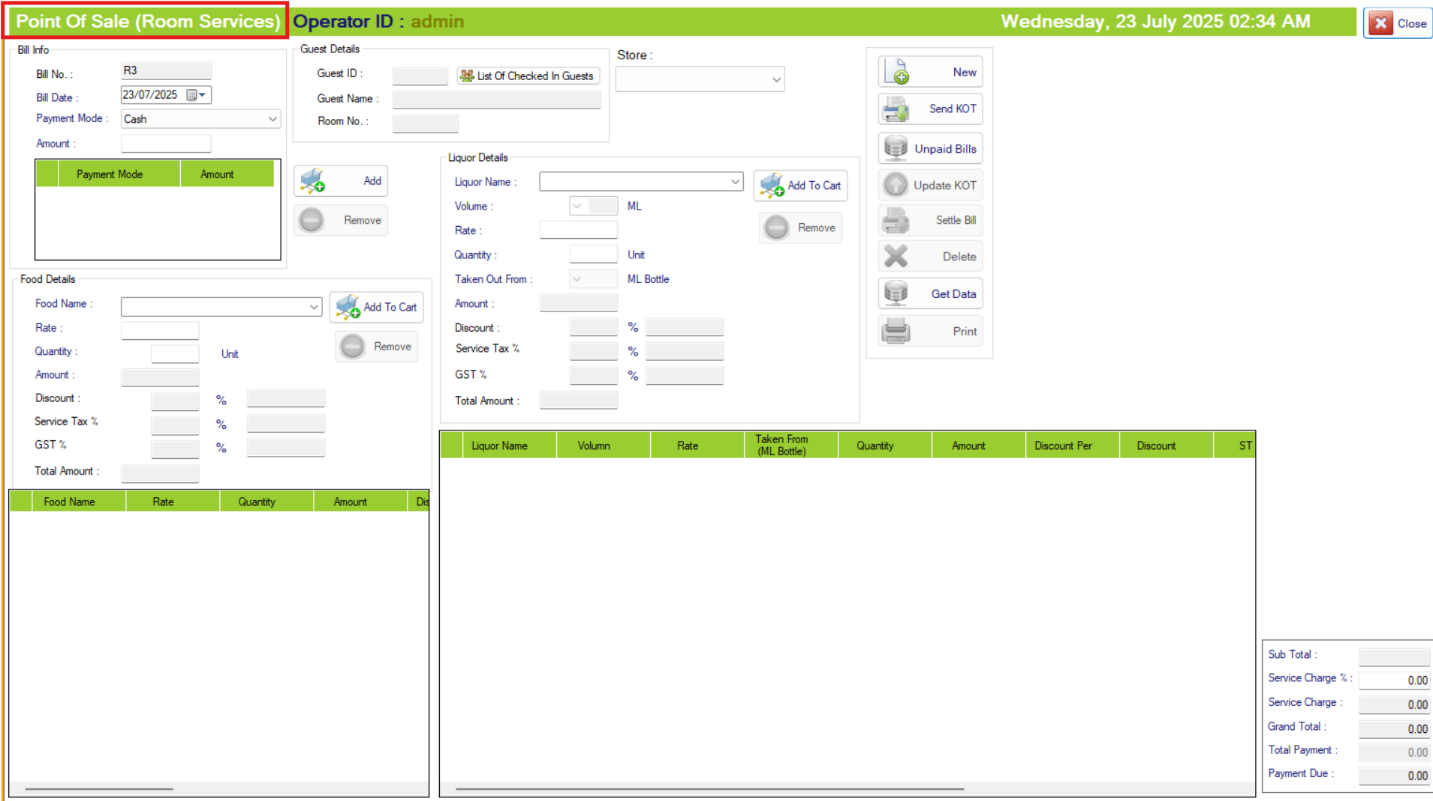 Point Of Sale (Room Services) Operator ID : admin Wednesday, 23 July 2025 02:34 AM Close
Bill Info
Bill No. : R3
Bill Date : 23/07/2025
Payment Mode : Cash
Amount :
Payment Mode Amount
Add
Remove
Guest Details
Guest ID : List Of Checked In Guests
Guest Name :
Room No. :
Store :
New
Send KOT
Unpaid Bills
Update KOT
Settle Bill
Delete
Get Data
Print
Liquor Details
Liquor Name : Add To Cart
Volume : ML
Remove
Rate :
Quantity : Unit
Taken Out From : ML Bottle
Amount :
Discount : %
Service Tax % %
GST % %
Total Amount :
Food Details
Food Name : Add To Cart
Rate :
Remove
Quantity : Unit
Amount :
Discount : %
Service Tax % %
GST % %
Total Amount :
Food Name Rate Quantity Amount Dis
Liquor Name Volumn Rate Taken From (ML Bottle) Quantity Amount Discount Per Discount ST
Sub Total :
Service Charge % : 0.00
Service Charge : 0.00
Grand Total : 0.00
Total Payment : 0.00
Payment Due : 0.00